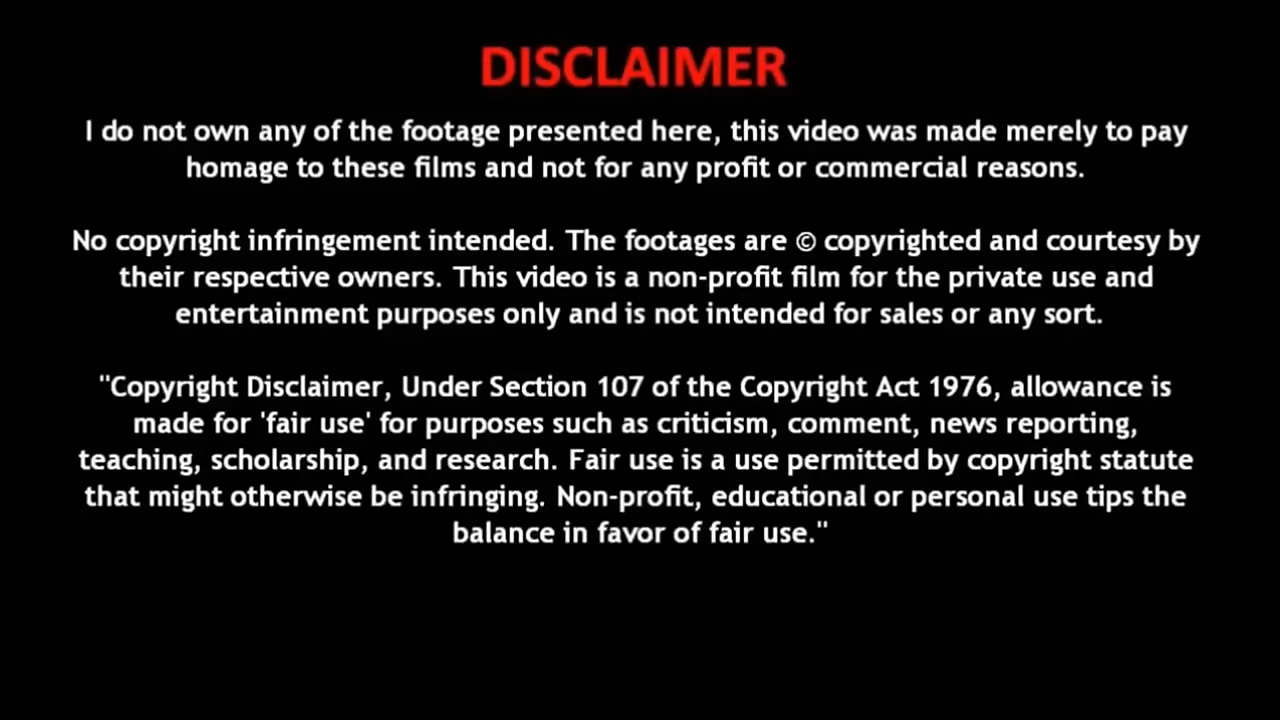 DISCLAIMER
I do not own any of the footage presented here, this video was made merely to pay
homage to these films and not for any profit or commercial reasons.
No copyright infringement intended. The footages are © copyrighted and courtesy by
their respective owners. This video is a non-profit film for the private use and
entertainment purposes only and is not intended for sales or any sort.
"Copyright Disclaimer, Under Section 107 of the Copyright Act 1976, allowance is
made for 'fair use' for purposes such as criticism, comment, news reporting,
teaching, scholarship, and research. Fair use is a use permitted by copyright statute
that might otherwise be infringing. Non-profit, educational or personal use tips the
balance in favor of fair use."